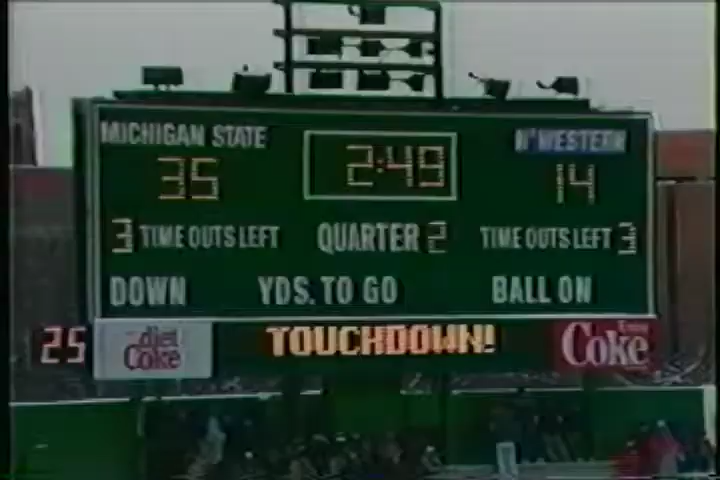 MICHIGAN STATE N' WESTERN
35 2:48 14
3 TIME OUTS LEFT QUARTER 2 TIME OUTS LEFT 3
DOWN YDS. TO GO BALL ON
25 diet Coke TOUCHDOWN! Coke